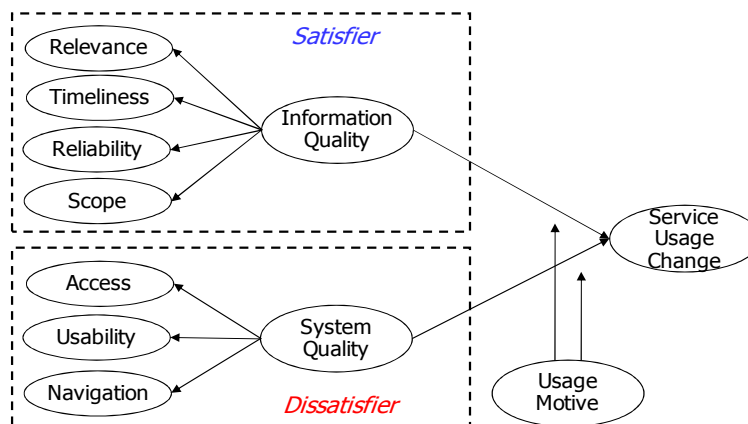 Satisfier
Relevance
Timeliness
Reliability
Scope
Information
Quality
Service
Usage
Change
Access
Usability
Navigation
System
Quality
Dissatisfier
Usage
Motive